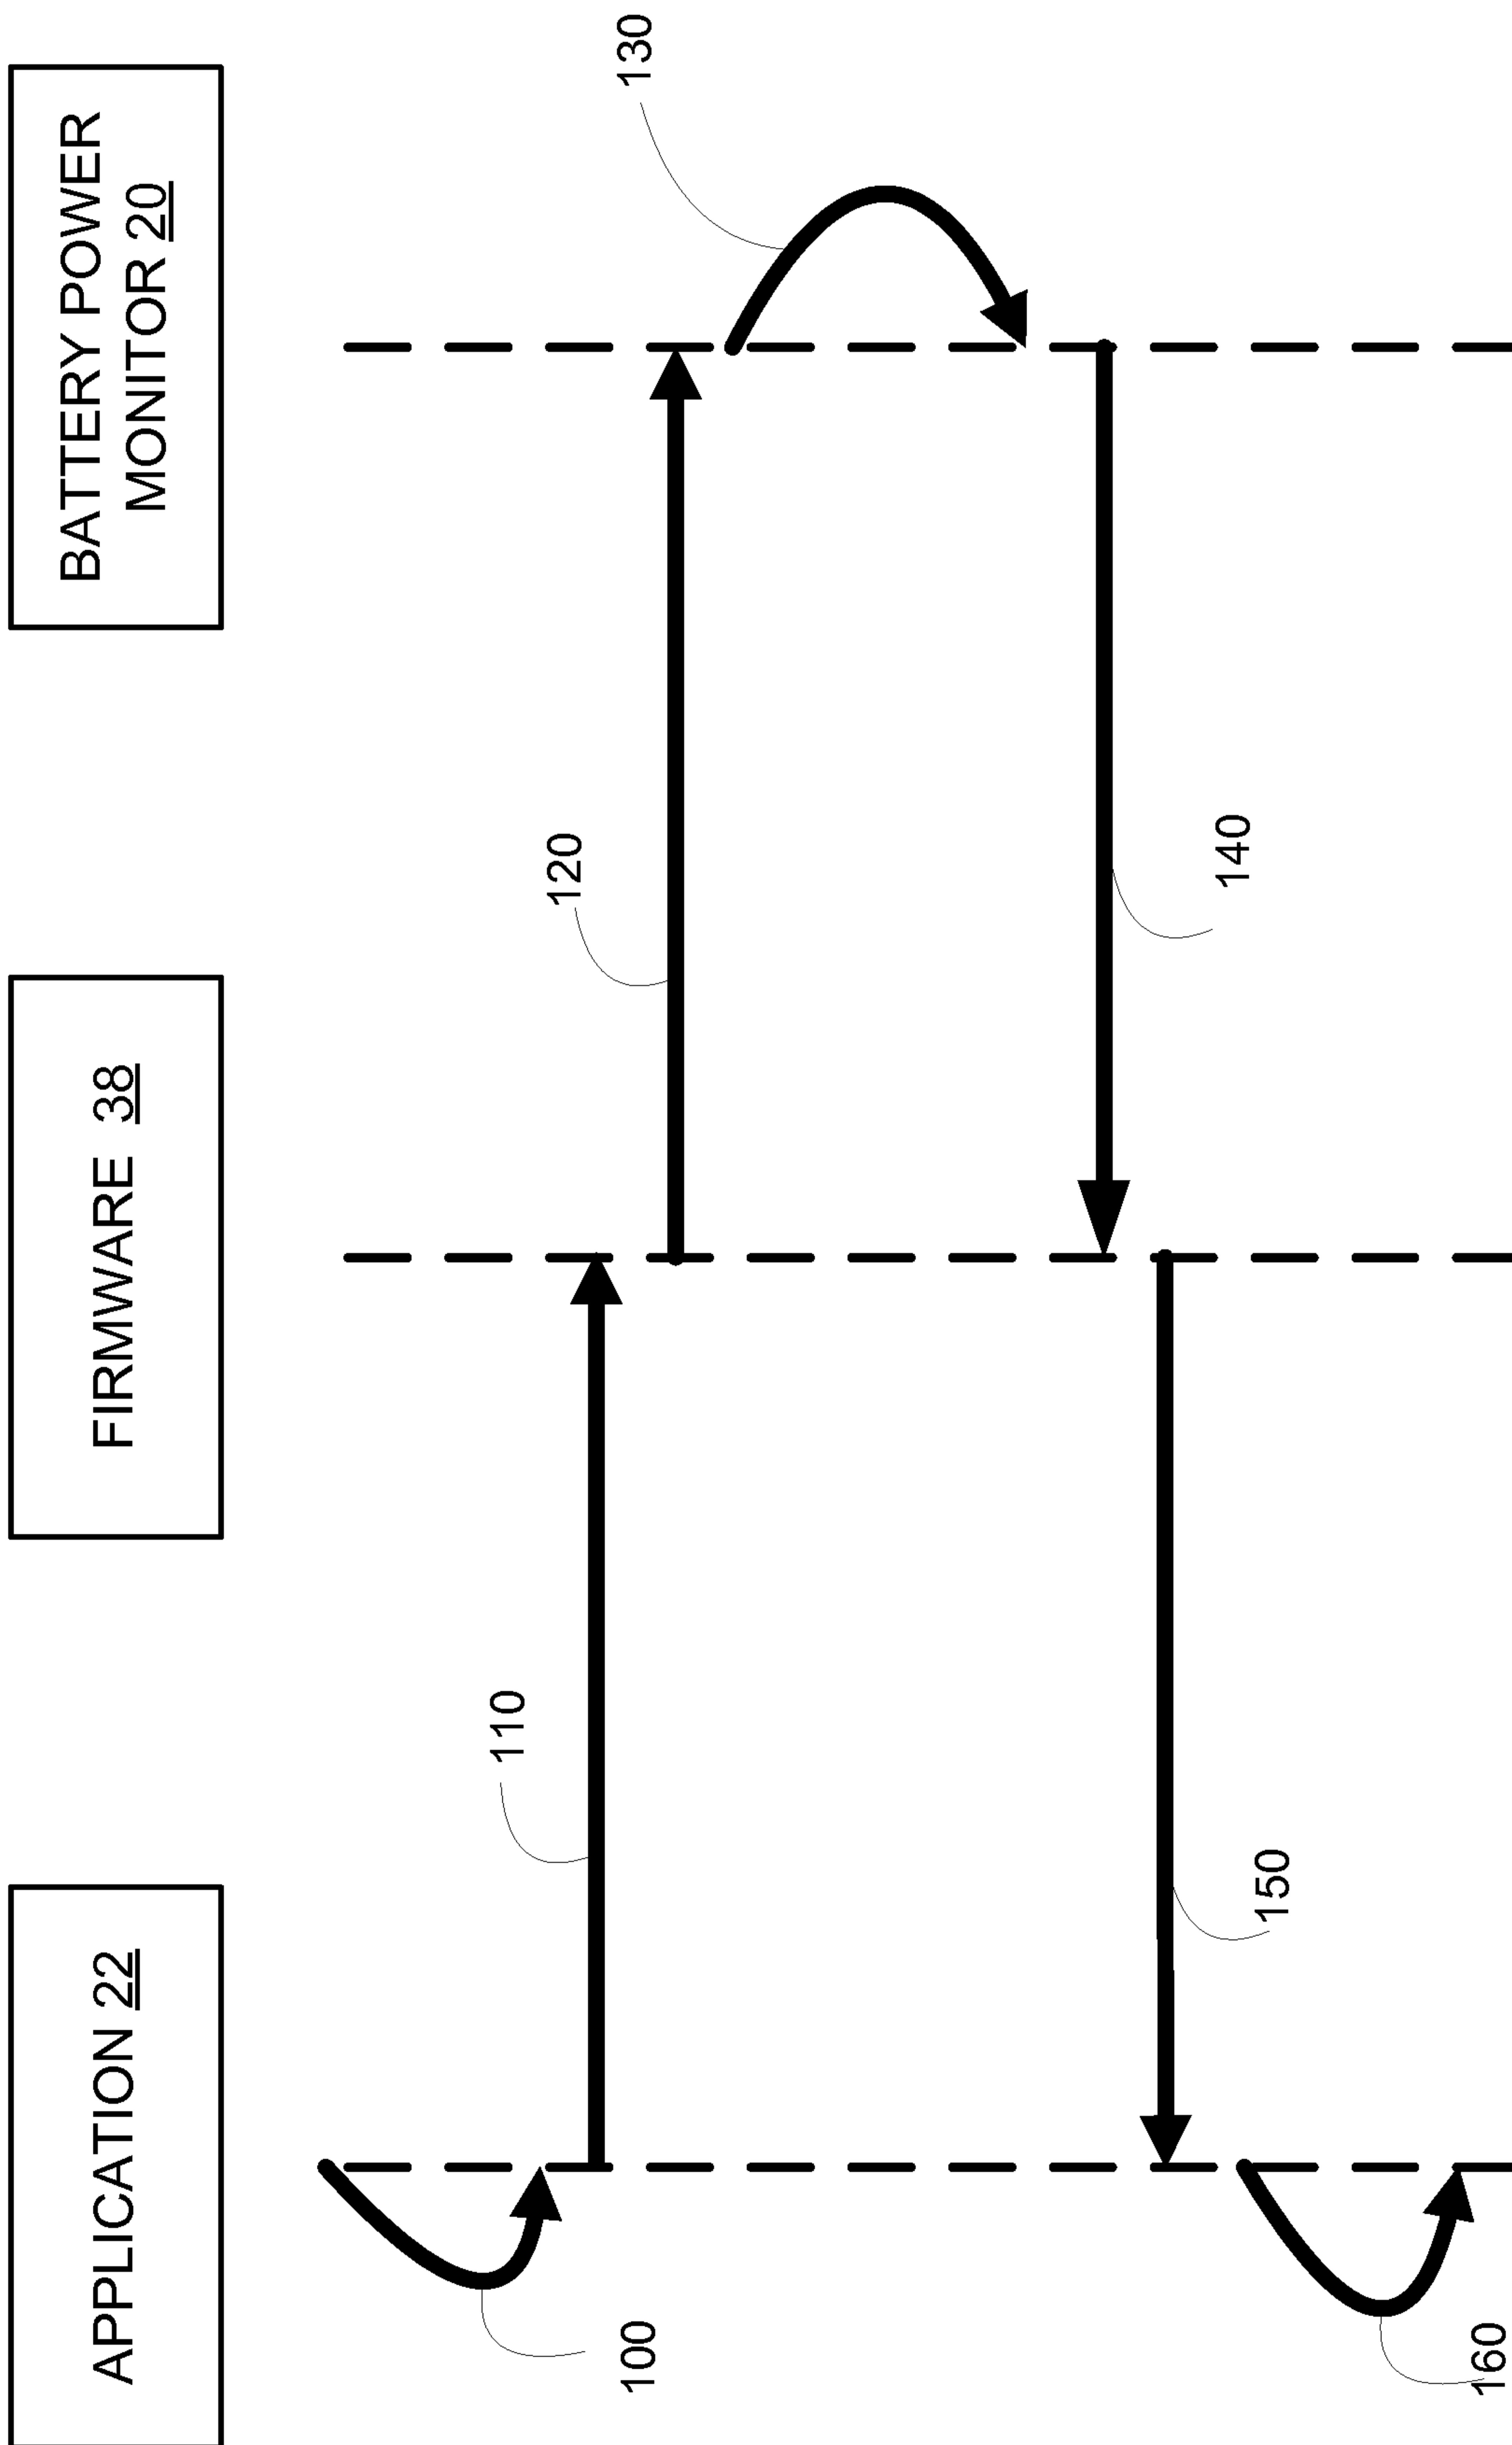 APPLICATION 22
FIRMWARE 38
BATTERY POWER
MONITOR 20
100
110
120
130
140
150
160